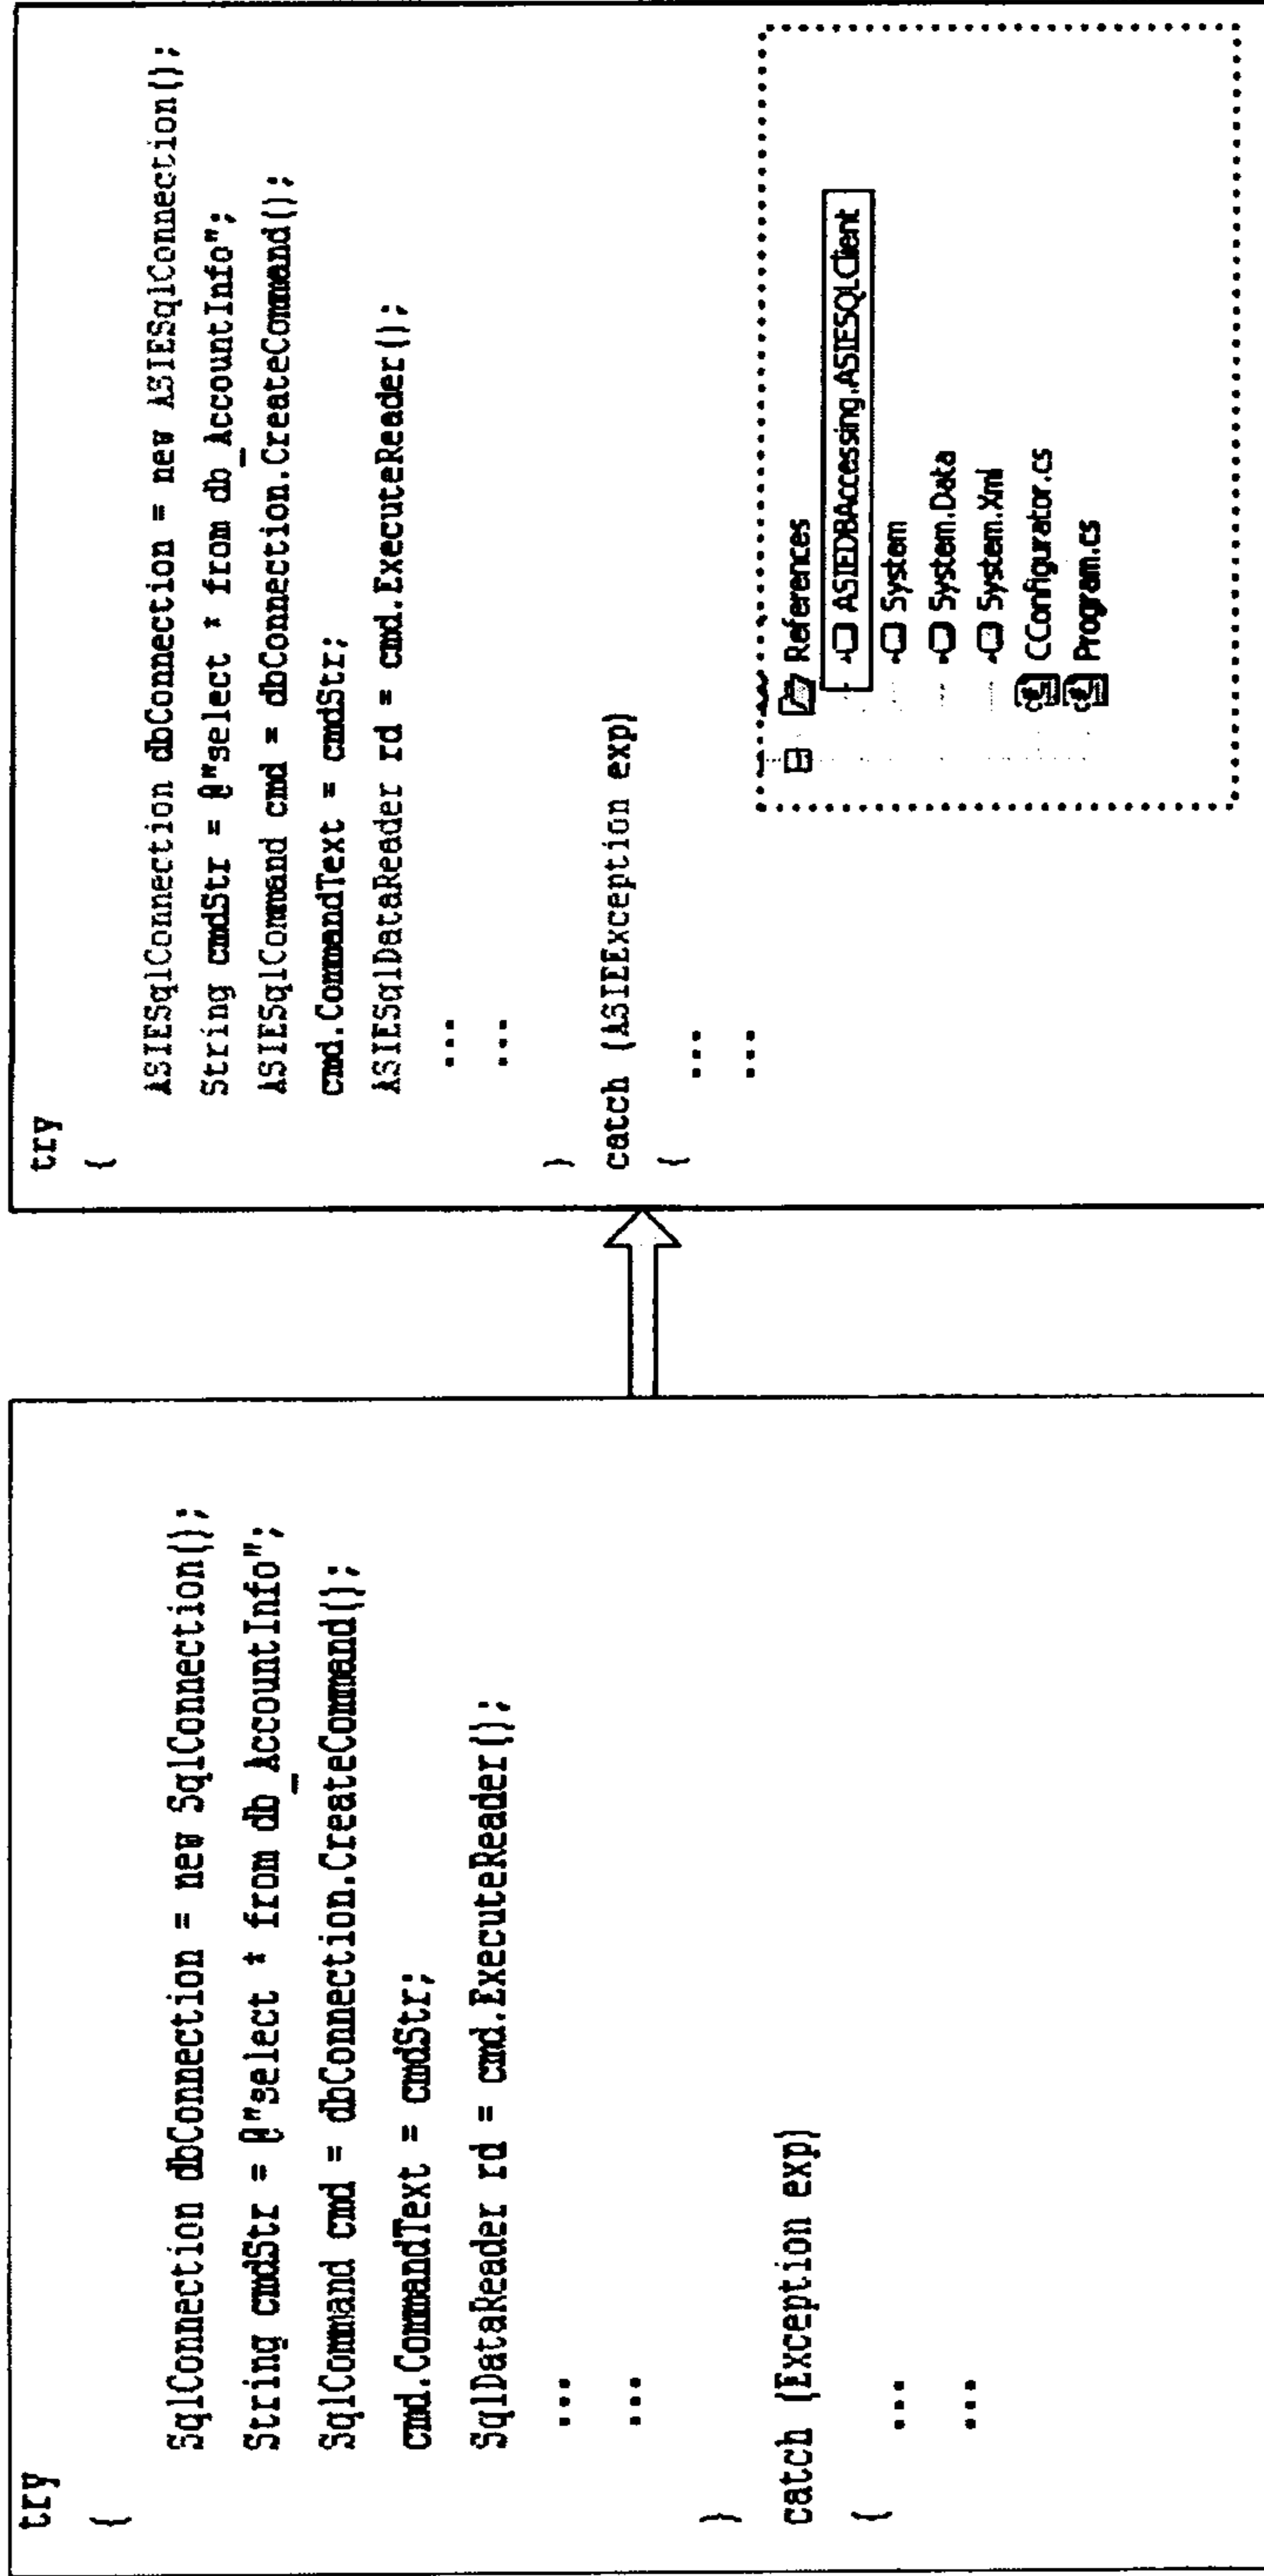 try
{
SqlConnection dbConnection = new SqlConnection();
String cmdStr = @"select * from db_AccountInfo";
SqlCommand cmd = dbConnection.CreateCommand();
cmd.CommandText = cmdStr;
SqlDataReader rd = cmd.ExecuteReader();
...
...
}
catch (Exception exp)
{
...
...
try
{
ASIESqlConnection dbConnection = new ASIESqlConnection();
String cmdStr = @"select * from db_AccountInfo";
ASIESqlCommand cmd = dbConnection.CreateCommand();
cmd.CommandText = cmdStr;
ASIESqlDataReader rd = cmd.ExecuteReader();
...
...
}
catch (ASIEException exp)
{
...
...
References
ASIEDBAccessing.ASIESQLClient
System
System.Data
System.Xml
CConfigurator.cs
Program.cs